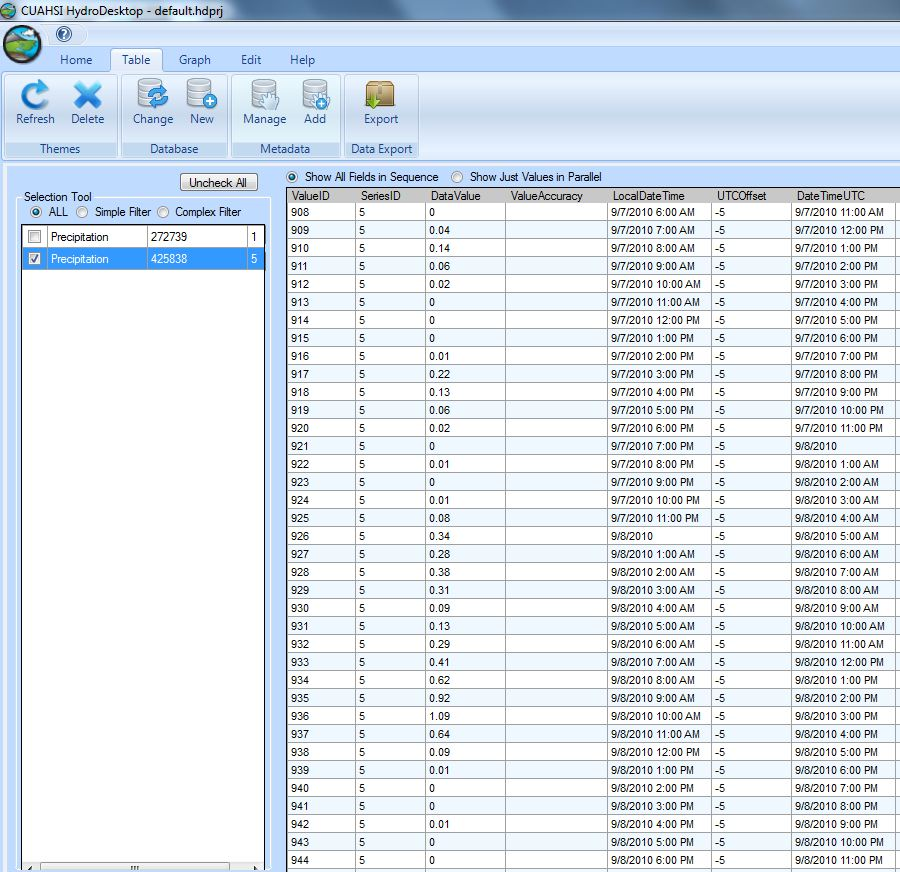 CUAHSI HydroDesktop - default.hdprj
Home Table Graph Edit Help
Refresh Delete Change New Manage Add Export
Themes Database Metadata Data Export
Uncheck All
Selection Tool
ALL Simple Filter Complex Filter
Precipitation 272739 1
Precipitation 425838 5
Show All Fields in Sequence Show Just Values in Parallel
ValueID SeriesID DataValue ValueAccuracy LocalDateTime UTCOffset DateTimeUTC
908 5 0 9/7/2010 6:00 AM -5 9/7/2010 11:00 AM
909 5 0.04 9/7/2010 7:00 AM -5 9/7/2010 12:00 PM
910 5 0.14 9/7/2010 8:00 AM -5 9/7/2010 1:00 PM
911 5 0.06 9/7/2010 9:00 AM -5 9/7/2010 2:00 PM
912 5 0.02 9/7/2010 10:00 AM -5 9/7/2010 3:00 PM
913 5 0 9/7/2010 11:00 AM -5 9/7/2010 4:00 PM
914 5 0 9/7/2010 12:00 PM -5 9/7/2010 5:00 PM
915 5 0 9/7/2010 1:00 PM -5 9/7/2010 6:00 PM
916 5 0.01 9/7/2010 2:00 PM -5 9/7/2010 7:00 PM
917 5 0.22 9/7/2010 3:00 PM -5 9/7/2010 8:00 PM
918 5 0.13 9/7/2010 4:00 PM -5 9/7/2010 9:00 PM
919 5 0.06 9/7/2010 5:00 PM -5 9/7/2010 10:00 PM
920 5 0.02 9/7/2010 6:00 PM -5 9/7/2010 11:00 PM
921 5 0 9/7/2010 7:00 PM -5 9/8/2010
922 5 0.01 9/7/2010 8:00 PM -5 9/8/2010 1:00 AM
923 5 0 9/7/2010 9:00 PM -5 9/8/2010 2:00 AM
924 5 0.01 9/7/2010 10:00 PM -5 9/8/2010 3:00 AM
925 5 0.08 9/7/2010 11:00 PM -5 9/8/2010 4:00 AM
926 5 0.34 9/8/2010 -5 9/8/2010 5:00 AM
927 5 0.28 9/8/2010 1:00 AM -5 9/8/2010 6:00 AM
928 5 0.38 9/8/2010 2:00 AM -5 9/8/2010 7:00 AM
929 5 0.31 9/8/2010 3:00 AM -5 9/8/2010 8:00 AM
930 5 0.09 9/8/2010 4:00 AM -5 9/8/2010 9:00 AM
931 5 0.13 9/8/2010 5:00 AM -5 9/8/2010 10:00 AM
932 5 0.29 9/8/2010 6:00 AM -5 9/8/2010 11:00 AM
933 5 0.41 9/8/2010 7:00 AM -5 9/8/2010 12:00 PM
934 5 0.62 9/8/2010 8:00 AM -5 9/8/2010 1:00 PM
935 5 0.92 9/8/2010 9:00 AM -5 9/8/2010 2:00 PM
936 5 1.09 9/8/2010 10:00 AM -5 9/8/2010 3:00 PM
937 5 0.64 9/8/2010 11:00 AM -5 9/8/2010 4:00 PM
938 5 0.09 9/8/2010 12:00 PM -5 9/8/2010 5:00 PM
939 5 0.01 9/8/2010 1:00 PM -5 9/8/2010 6:00 PM
940 5 0 9/8/2010 2:00 PM -5 9/8/2010 7:00 PM
941 5 0 9/8/2010 3:00 PM -5 9/8/2010 8:00 PM
942 5 0.01 9/8/2010 4:00 PM -5 9/8/2010 9:00 PM
943 5 0 9/8/2010 5:00 PM -5 9/8/2010 10:00 PM
944 5 0 9/8/2010 6:00 PM -5 9/8/2010 11:00 PM